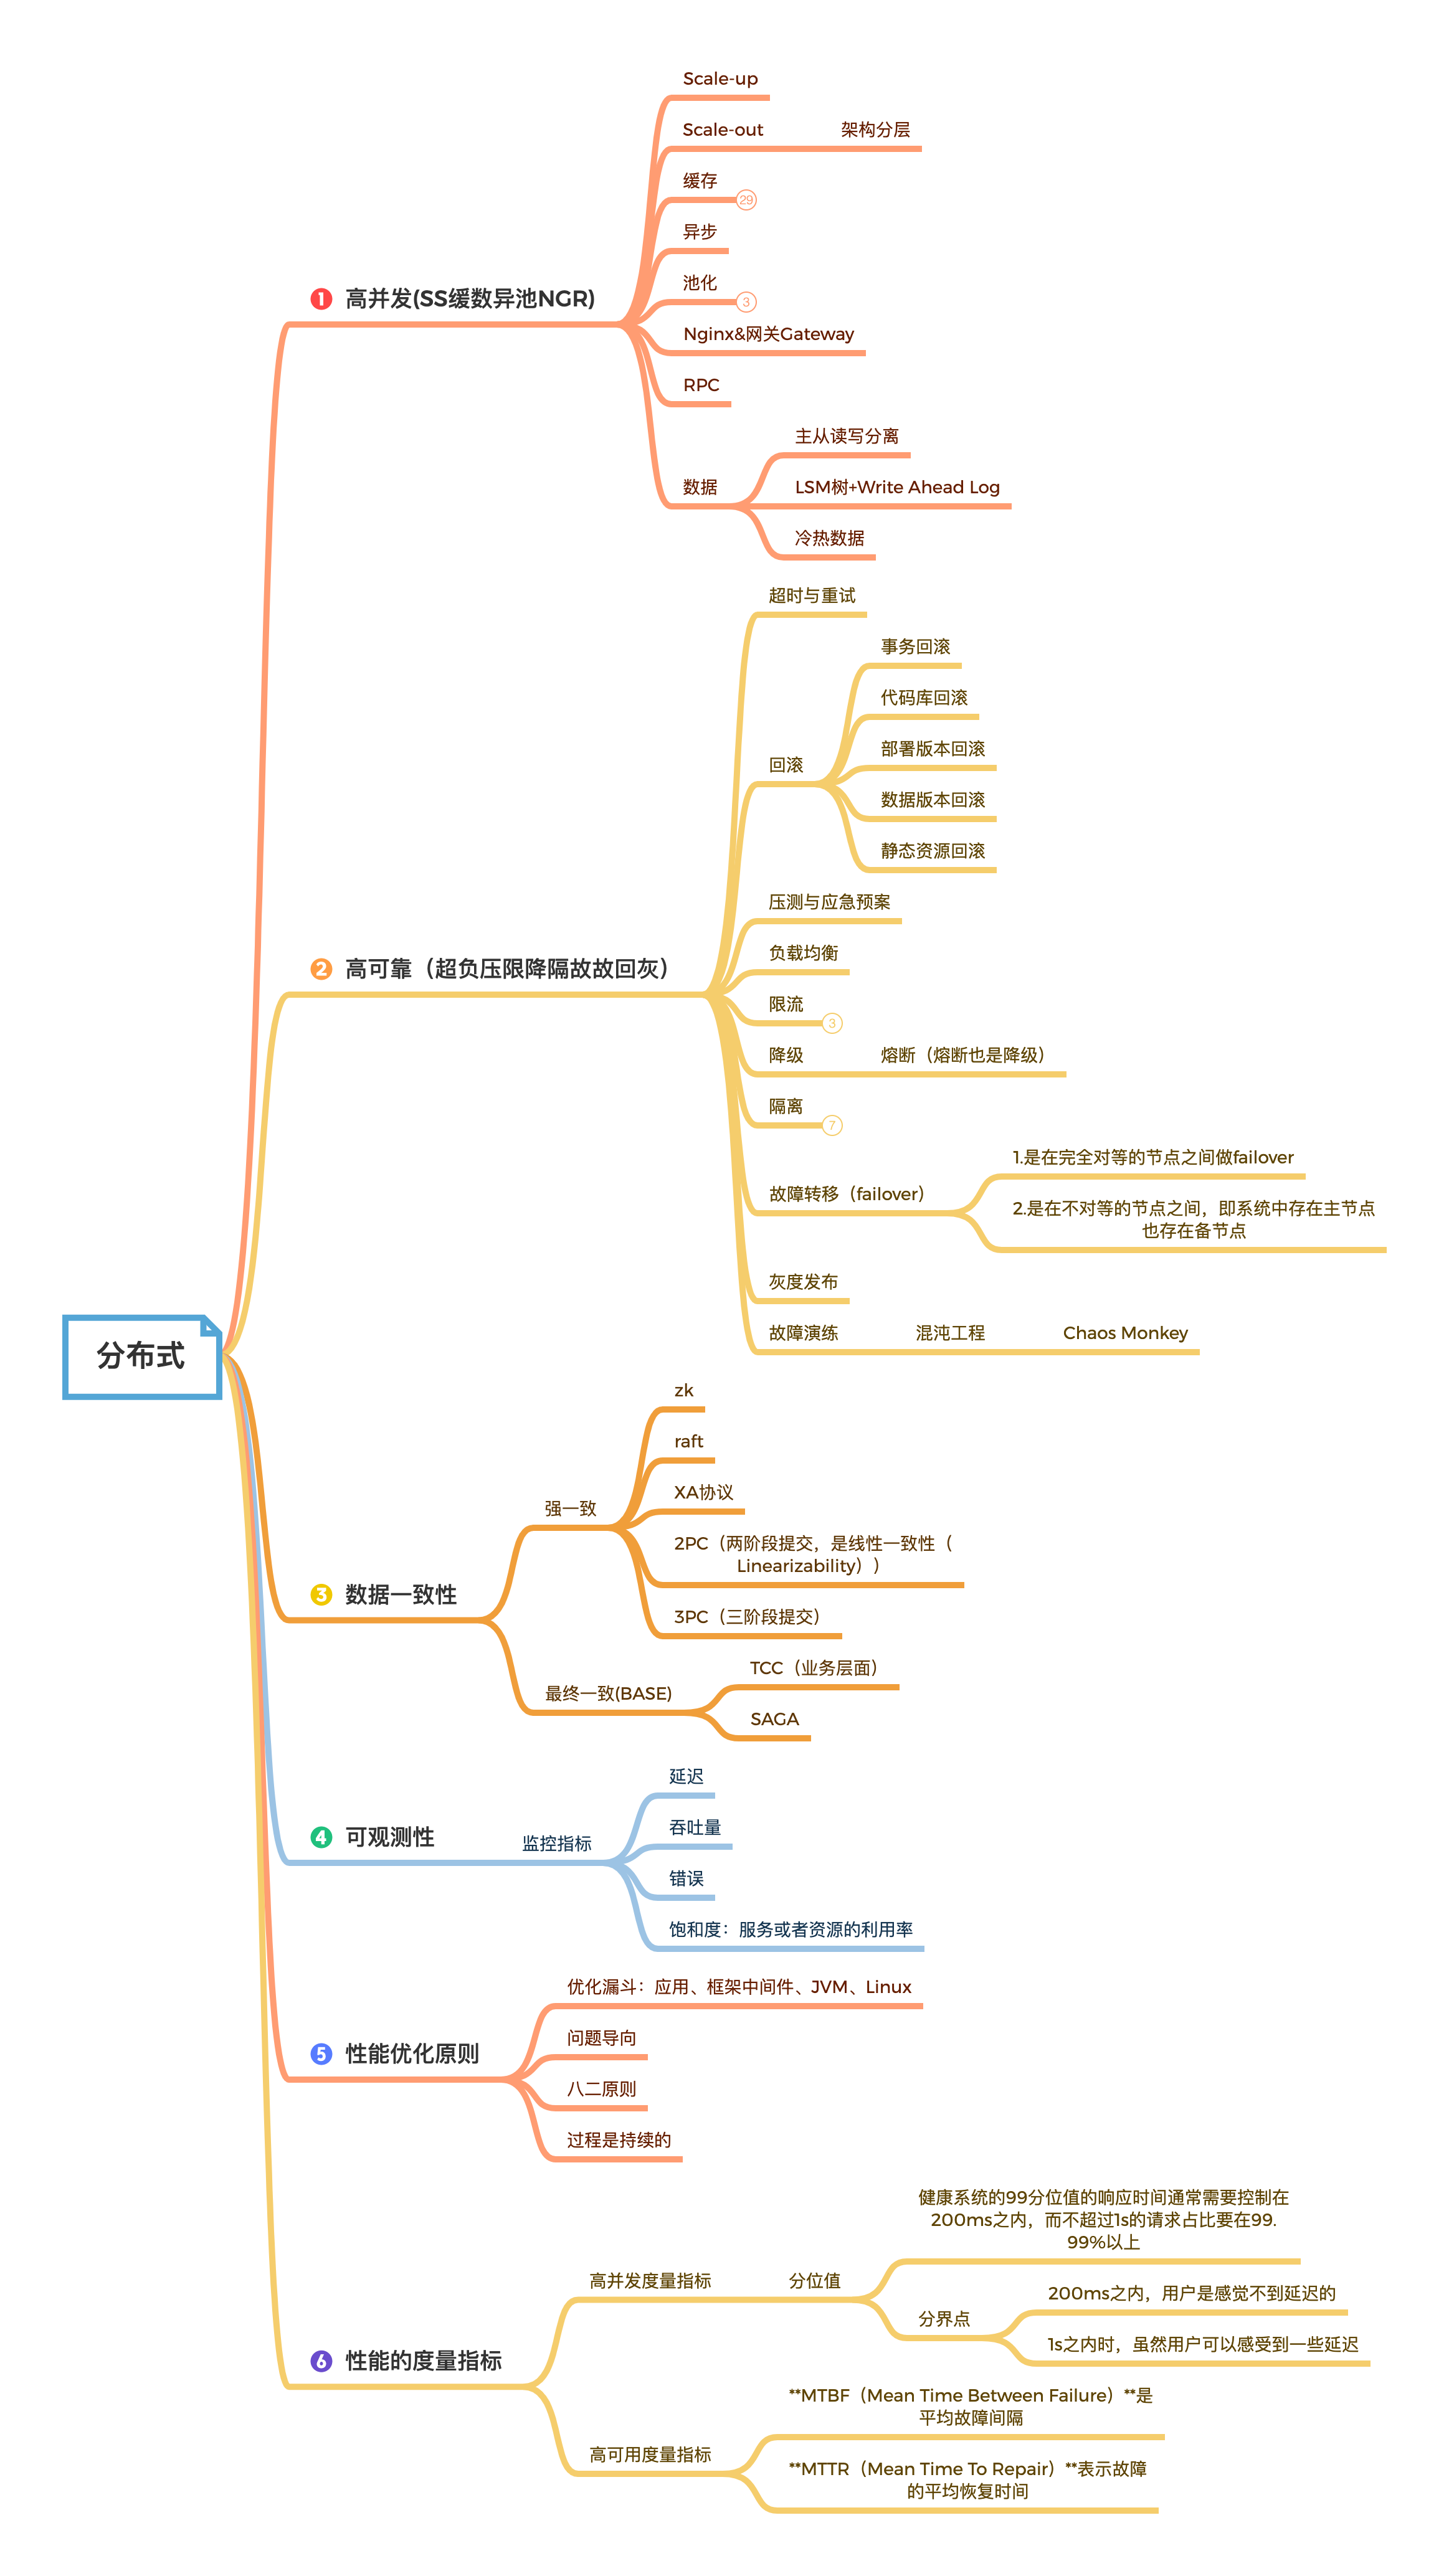 分布式
1 高并发(SS缓数异池NGR)
Scale-up
Scale-out
架构分层
缓存
29
异步
池化
3
Nginx&网关Gateway
RPC
数据
主从读写分离
LSM树+Write Ahead Log
冷热数据
2 高可靠（超负压限降隔故故回灰）
超时与重试
回滚
事务回滚
代码库回滚
部署版本回滚
数据版本回滚
静态资源回滚
压测与应急预案
负载均衡
限流
3
降级
熔断（熔断也是降级）
隔离
7
故障转移（failover）
1.是在完全对等的节点之间做failover
2.是在不对等的节点之间，即系统中存在主节点
也存在备节点
灰度发布
故障演练
混沌工程
Chaos Monkey
3 数据一致性
强一致
zk
raft
XA协议
2PC（两阶段提交，是线性一致性（
Linearizability））
3PC（三阶段提交）
最终一致(BASE)
TCC（业务层面）
SAGA
4 可观测性
监控指标
延迟
吞吐量
错误
饱和度：服务或者资源的利用率
5 性能优化原则
优化漏斗：应用、框架中间件、JVM、Linux
问题导向
八二原则
过程是持续的
6 性能的度量指标
高并发度量指标
分位值
健康系统的99分位值的响应时间通常需要控制在
200ms之内，而不超过1s的请求占比要在99.
99%以上
分界点
200ms之内，用户是感觉不到延迟的
1s之内时，虽然用户可以感受到一些延迟
高可用度量指标
**MTBF（Mean Time Between Failure）**是
平均故障间隔
**MTTR（Mean Time To Repair）**表示故障
的平均恢复时间